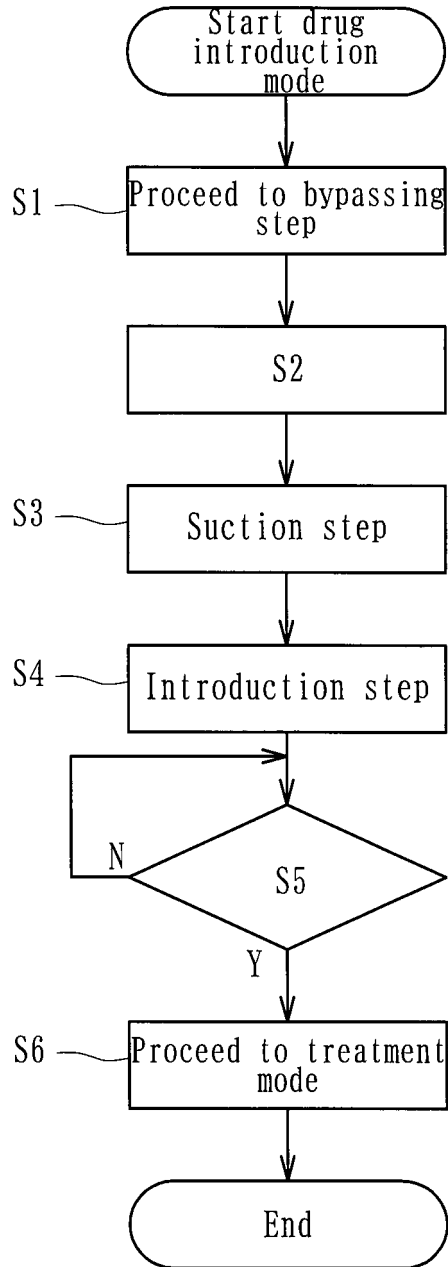 Start drug
introduction
mode
S1
Proceed to bypassing
step
S2
S3
Suction step
S4
Introduction step
N
S5
Y
S6
Proceed to treatment
mode
End